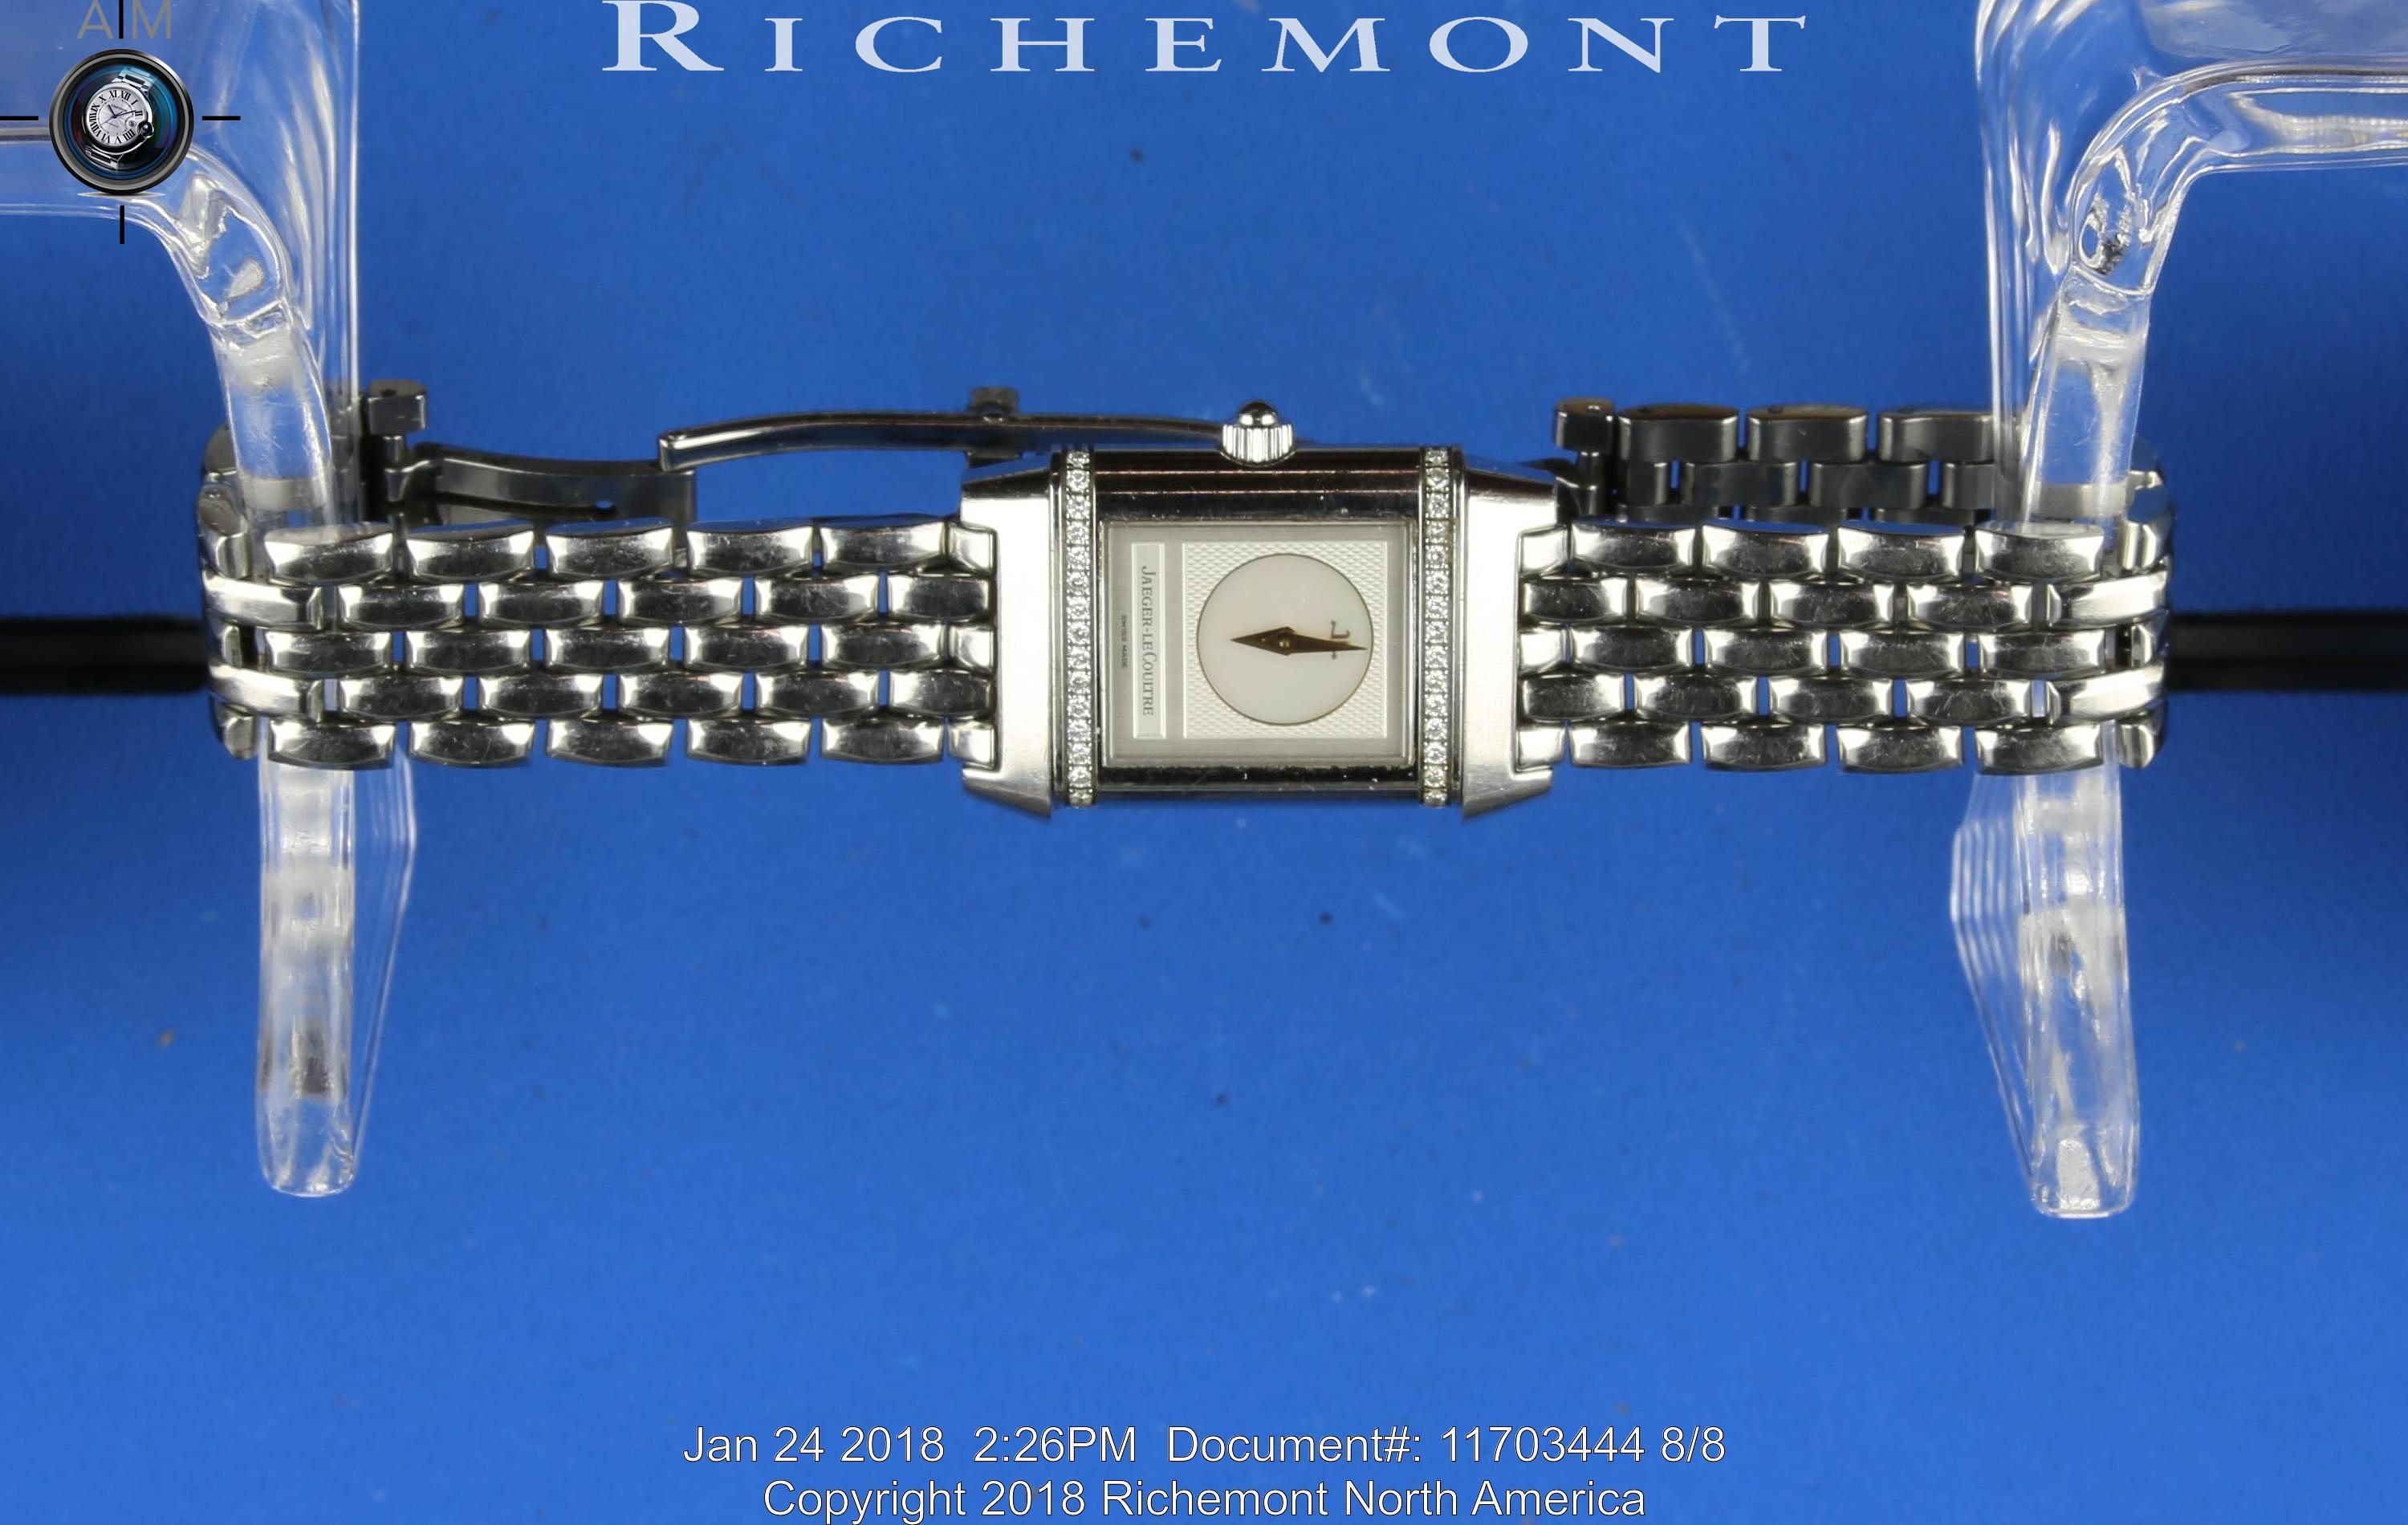 A|M
RICHEMONT
JAEGER-LECOULTRE
SWISS MADE
Jan 24 2018 2:26PM Document#: 11703444 8/8
Copyright 2018 Richemont North America